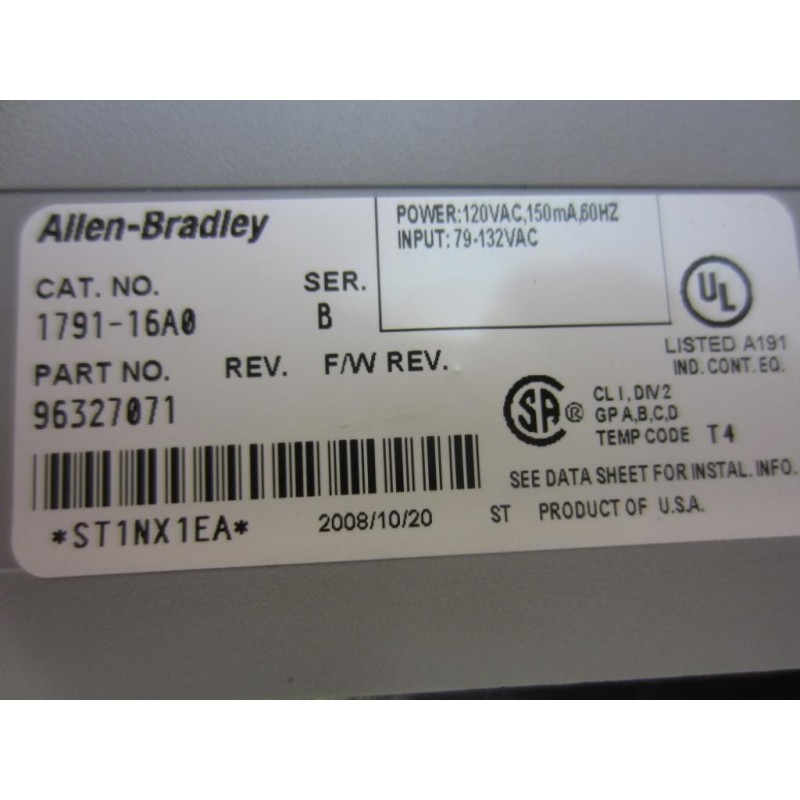 Allen-Bradley
POWER:120VAC,150mA,60HZ
INPUT: 79-132VAC
CAT. NO. SER.
1791-16A0 B
UL
LISTED A191
IND. CONT. EQ.
PART NO. REV. F/W REV.
96327071
SA ®
CL I, DIV 2
GP A,B,C,D
TEMP CODE T4
SEE DATA SHEET FOR INSTAL. INFO.
*ST1NX1EA* 2008/10/20 ST PRODUCT OF U.S.A.